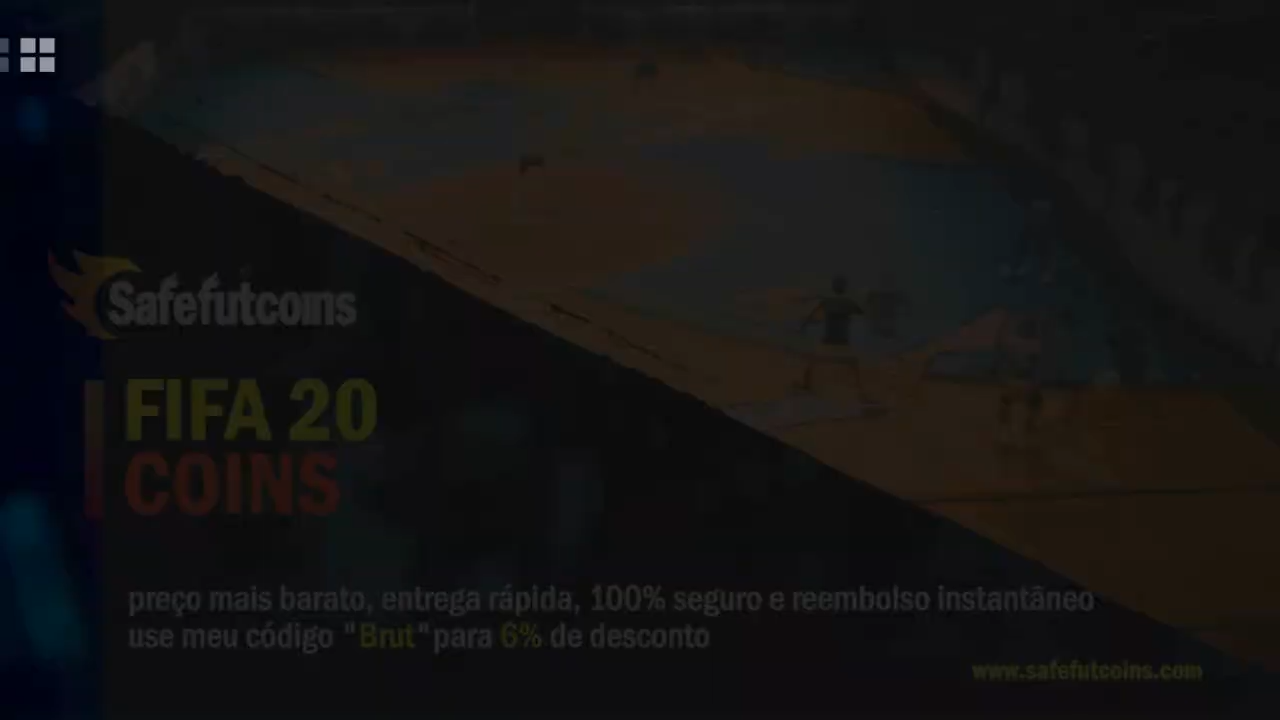 Safefutcoins
FIFA 20
COINS
preço mais barato, entrega rápida, 100% seguro e reembolso instantâneo
use meu código "Brut"para 6% de desconto
www.safefutcoins.com